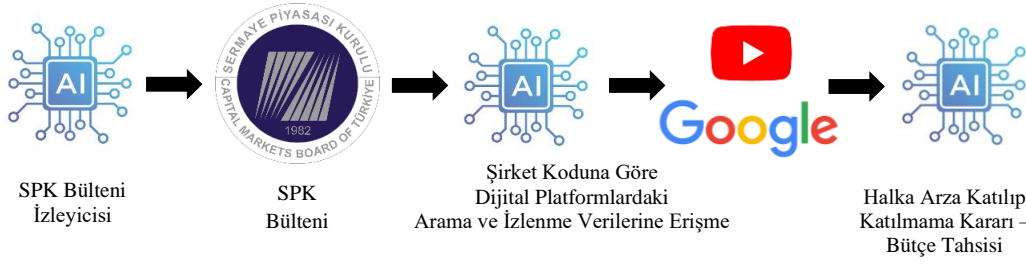 AI
SERMAYE PİYASASI KURULU
CAPITAL MARKETS BOARD OF TÜRKİYE
1982
AI
Google
AI
SPK Bülteni
İzleyicisi
SPK
Bülteni
Şirket Koduna Göre
Dijital Platformlardaki
Arama ve İzlenme Verilerine Erişme
Halka Arza Katılıp
Katılmama Kararı –
Bütçe Tahsisi